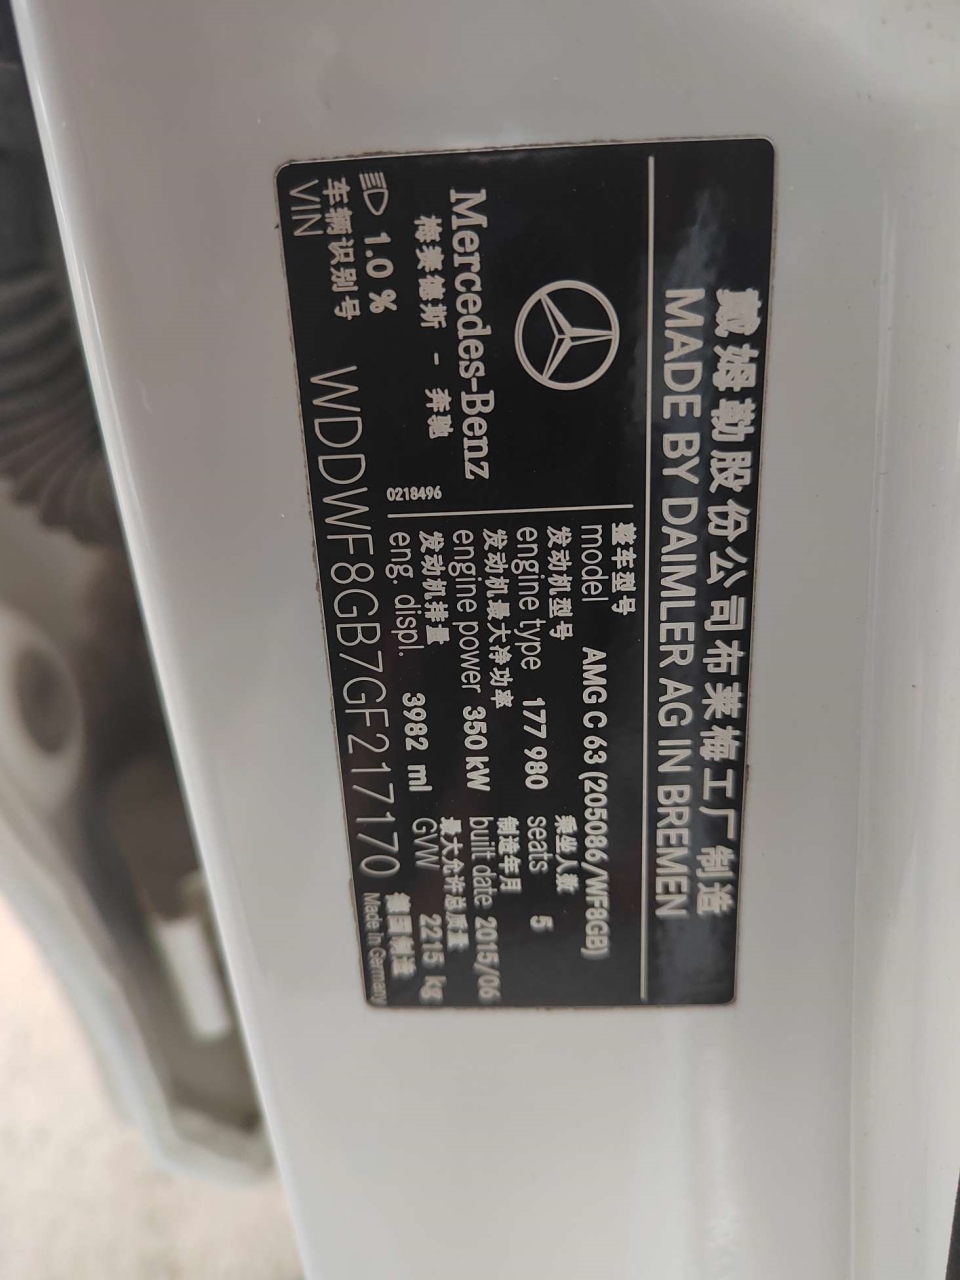 戴姆勒股份公司布莱梅工厂制造
MADE BY DAIMLER AG IN BREMEN
Mercedes-Benz
梅赛德斯 - 奔驰
1.0 %
0218496
整车型号
model AMG C 63 (205086/WF8GB)
发动机型号
engine type 177 980
乘坐人数
seats 5
发动机最大净功率
engine power 350 kW
制造年月
built date: 2015/06
发动机排量
eng. displ. 3982 ml
最大允许总质量
GVW 2215 kg
车辆识别号
VIN WDDWF8GB7GF217170
德国制造
Made In Germany